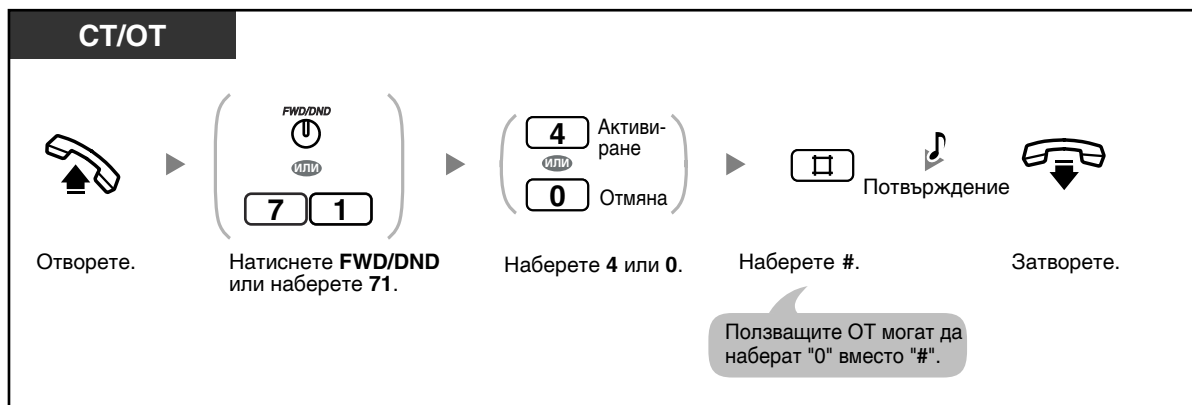 СТ/ОТ
FWD/DND
или
7 1
4 Активи-
ране
или
0 Отмяна
#
Потвърждение
Отворете.
Натиснете FWD/DND
или наберете 71.
Наберете 4 или 0.
Наберете #.
Затворете.
Ползващите ОТ могат да
наберат "0" вместо "#".